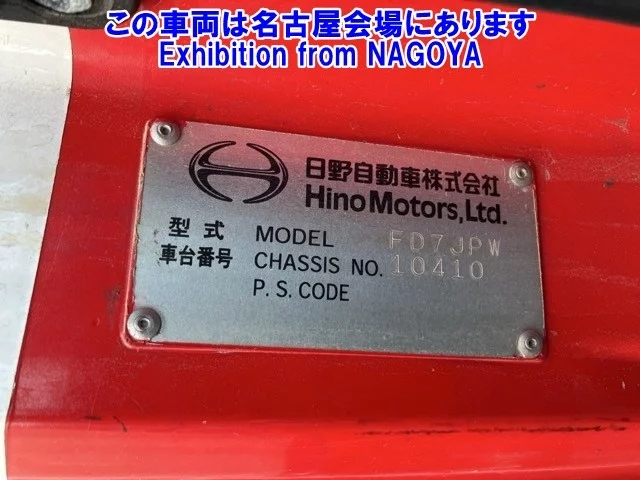 この車両は名古屋会場にあります
Exhibition from NAGOYA
日野自動車株式会社
Hino Motors, Ltd.
型式 MODEL FD7JPW
車台番号 CHASSIS NO. 10410
P. S. CODE